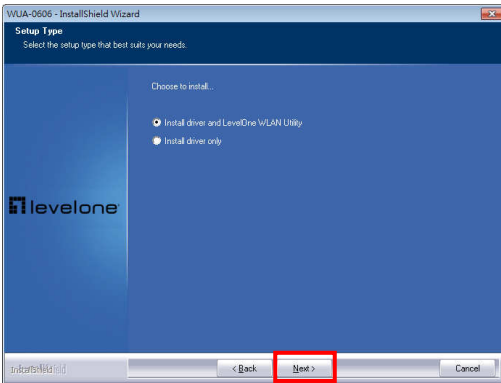 WUA-0606 - InstallShield Wizard
Setup Type
Select the setup type that best suits your needs.
Choose to install...
Install driver and LevelOne WLAN Utility
Install driver only
levelone
InstallShield
< Back
Next >
Cancel